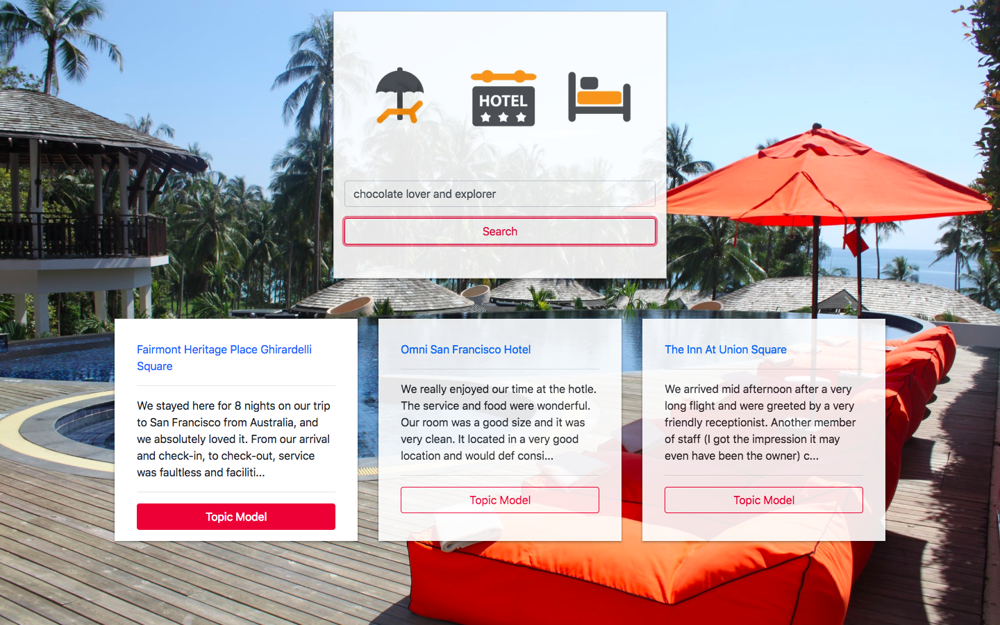 HOTEL
chocolate lover and explorer
Search
Fairmont Heritage Place Ghirardelli
Square
We stayed here for 8 nights on our trip
to San Francisco from Australia, and
we absolutely loved it. From our arrival
and check-in, to check-out, service
was faultless and faciliti...
Topic Model
Omni San Francisco Hotel
We really enjoyed our time at the hotle.
The service and food were wonderful.
Our room was a good size and it was
very clean. It located in a very good
location and would def consi...
Topic Model
The Inn At Union Square
We arrived mid afternoon after a very
long flight and were greeted by a very
friendly receptionist. Another member
of staff (I got the impression it may
even have been the owner) c...
Topic Model